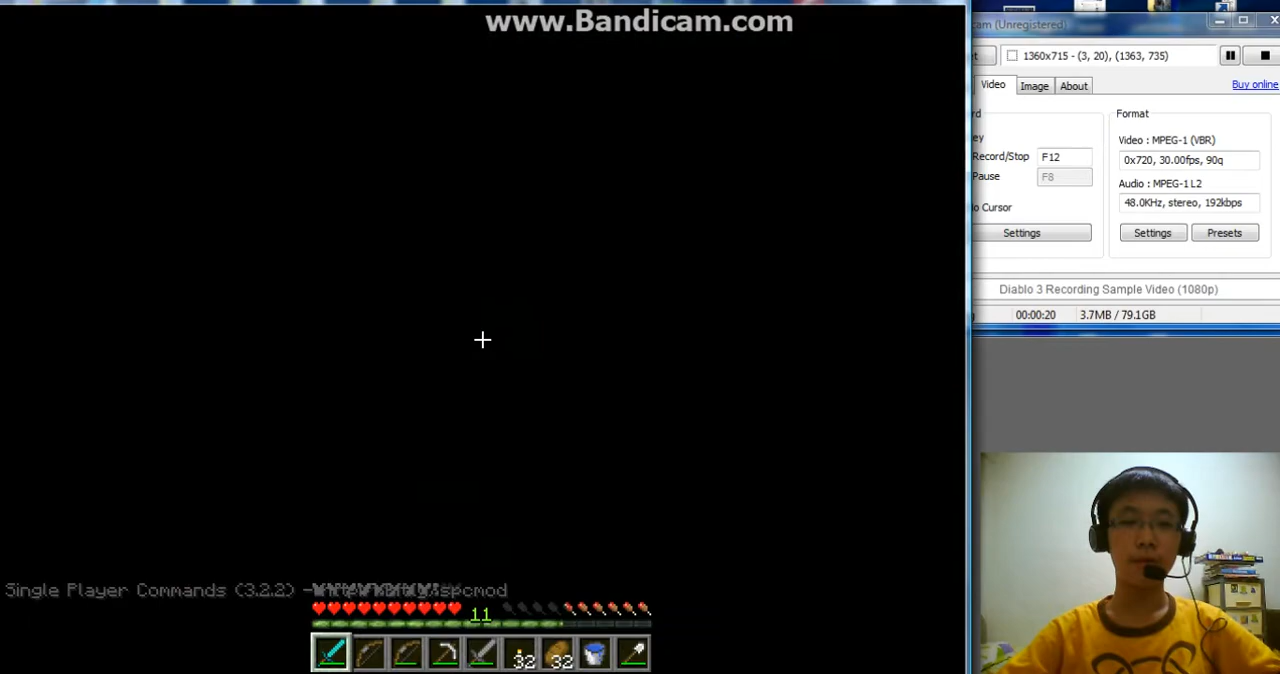 www.Bandicam.com
cam (Unregistered)
1360x715 - (3, 20), (1363, 735)
Video
Image
About
Buy online
Format
Video : MPEG-1 (VBR)
Record/Stop
F12
0x720, 30.00fps, 90q
Pause
F8
Audio : MPEG-1 L2
48.0KHz, stereo, 192kbps
Cursor
Settings
Settings
Presets
Diablo 3 Recording Sample Video (1080p)
00:00:20
3.7MB / 79.1GB
Single Player Commands (3.2.2) -
spcmod
11
32
32